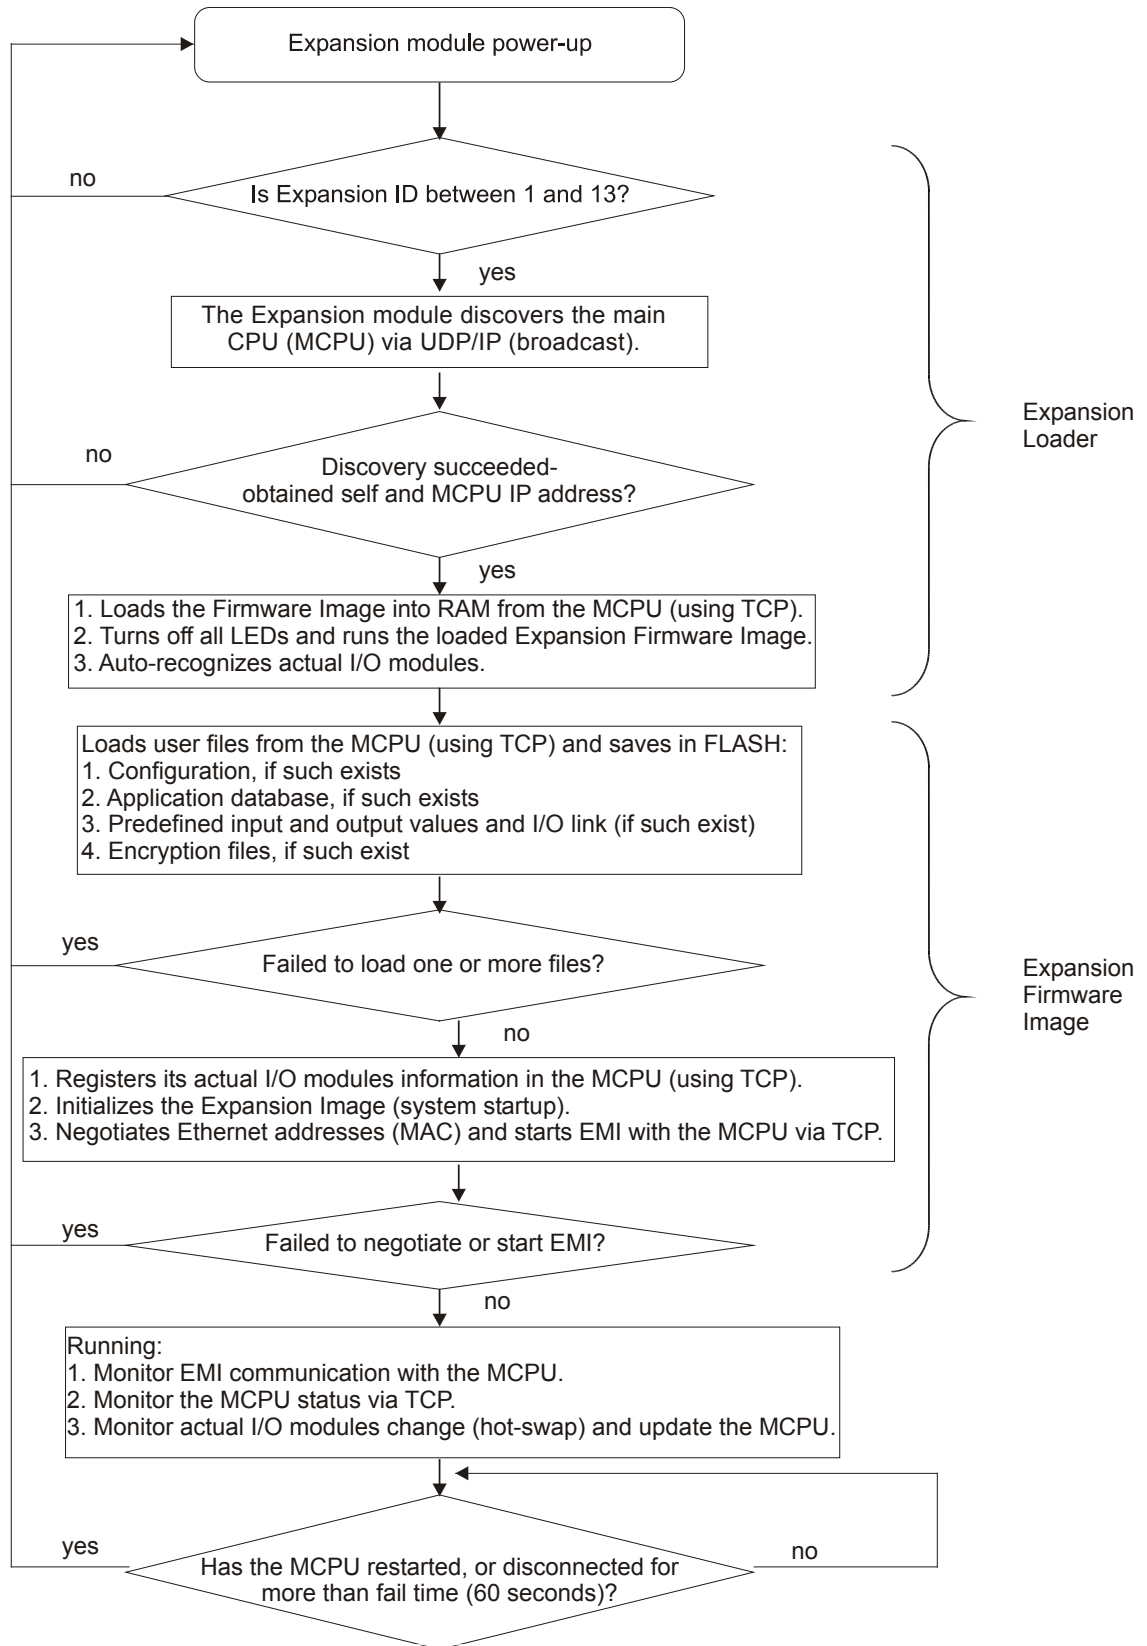 Expansion module power-up
no
Is Expansion ID between 1 and 13?
yes
The Expansion module discovers the main
CPU (MCPU) via UDP/IP (broadcast).
Expansion
Loader
no
Discovery succeeded-
obtained self and MCPU IP address?
yes
1. Loads the Firmware Image into RAM from the MCPU (using TCP).
2. Turns off all LEDs and runs the loaded Expansion Firmware Image.
3. Auto-recognizes actual I/O modules.
Loads user files from the MCPU (using TCP) and saves in FLASH:
1. Configuration, if such exists
2. Application database, if such exists
3. Predefined input and output values and I/O link (if such exist)
4. Encryption files, if such exist
yes
Failed to load one or more files?
Expansion
Firmware
Image
no
1. Registers its actual I/O modules information in the MCPU (using TCP).
2. Initializes the Expansion Image (system startup).
3. Negotiates Ethernet addresses (MAC) and starts EMI with the MCPU via TCP.
yes
Failed to negotiate or start EMI?
no
Running:
1. Monitor EMI communication with the MCPU.
2. Monitor the MCPU status via TCP.
3. Monitor actual I/O modules change (hot-swap) and update the MCPU.
yes
Has the MCPU restarted, or disconnected for
more than fail time (60 seconds)?
no